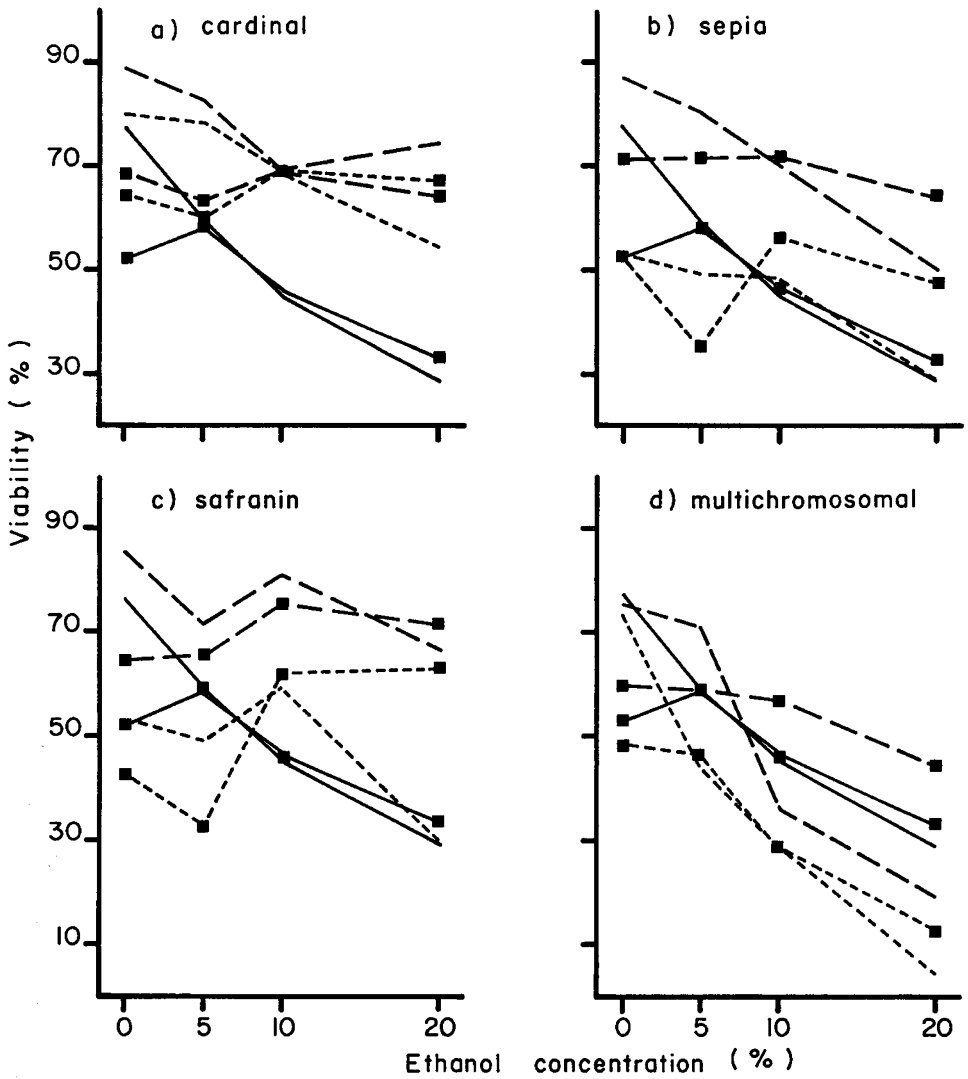 a) cardinal
b) sepia
90
70
50
30
c) safranin
d) multichromosomal
90
70
50
30
10
0 5 10 20
0 5 10 20
Viability (%)
Ethanol concentration (%)